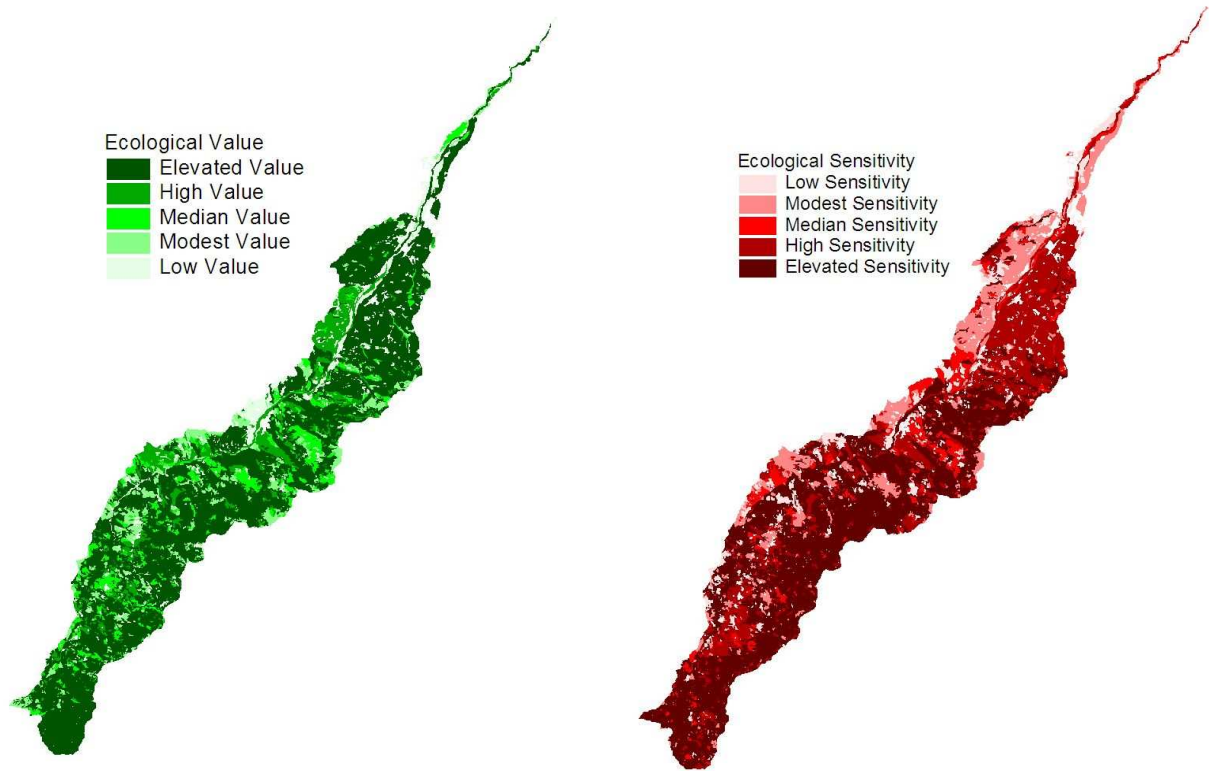 Ecological Value
Elevated Value
High Value
Median Value
Modest Value
Low Value
Ecological Sensitivity
Low Sensitivity
Modest Sensitivity
Median Sensitivity
High Sensitivity
Elevated Sensitivity